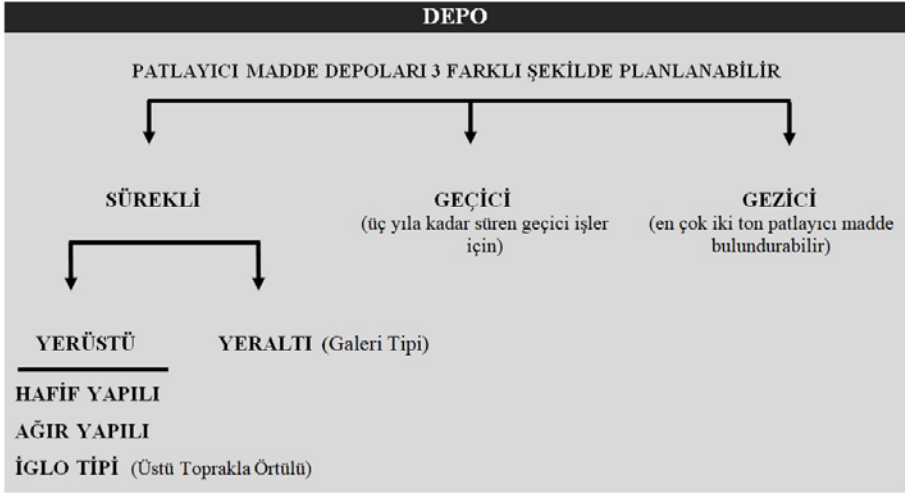 DEPO
PATLAYICI MADDE DEPOLARI 3 FARKLI ŞEKİLDE PLANLANABİLİR
SÜREKLİ
GEÇİCİ
(üç yıla kadar süren geçici işler
için)
GEZİCİ
(en çok iki ton patlayıcı madde
bulundurabilir)
YERÜSTÜ
YERALTI (Galeri Tipi)
HAFİF YAPILI
AĞIR YAPILI
İGLO TİPİ (Üstü Toprakla Örtülü)